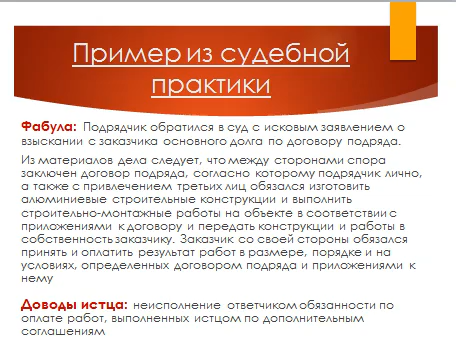 Пример из судебной
практики
Фабула: Подрядчик обратился в суд с исковым заявлением о
взыскании с заказчика основного долга по договору подряда.
Из материалов дела следует, что между сторонами спора
заключен договор подряда, согласно которому подрядчик лично,
а также с привлечением третьих лиц обязался изготовить
алюминиевые строительные конструкции и выполнить
строительно-монтажные работы на объекте в соответствии с
приложениями к договору и передать конструкции и работы в
собственность заказчику. Заказчик со своей стороны обязался
принять и оплатить результат работ в размере, порядке и на
условиях, определенных договором подряда и приложениями к
нему
Доводы истца: неисполнение ответчиком обязанности по
оплате работ, выполненных истцом по дополнительным
соглашениям